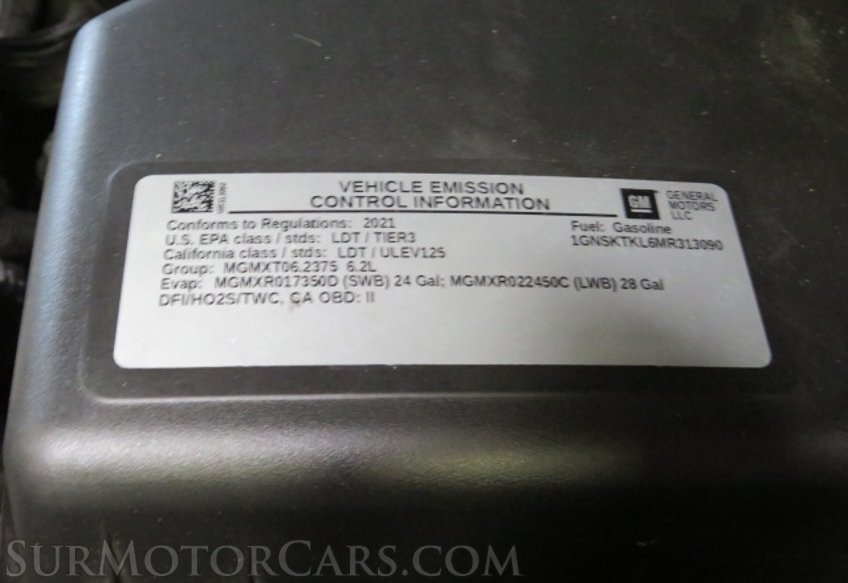 VEHICLE EMISSION
CONTROL INFORMATION
GM
GENERAL
MOTORS
LLC
Conforms to Regulations: 2021
Fuel: Gasoline
U.S. EPA class / stds: LDT / TIER3
1GNSKTKL6MR313090
California class / stds: LDT / ULEV125
Group: MGMXT06.2375 6.2L
Evap: MGMXR017350D (SWB) 24 Gal; MGMXR022450C (LWB) 28 Gal
DFI/HO2S/TWC, CA OBD: II
SURMOTORCARS.COM